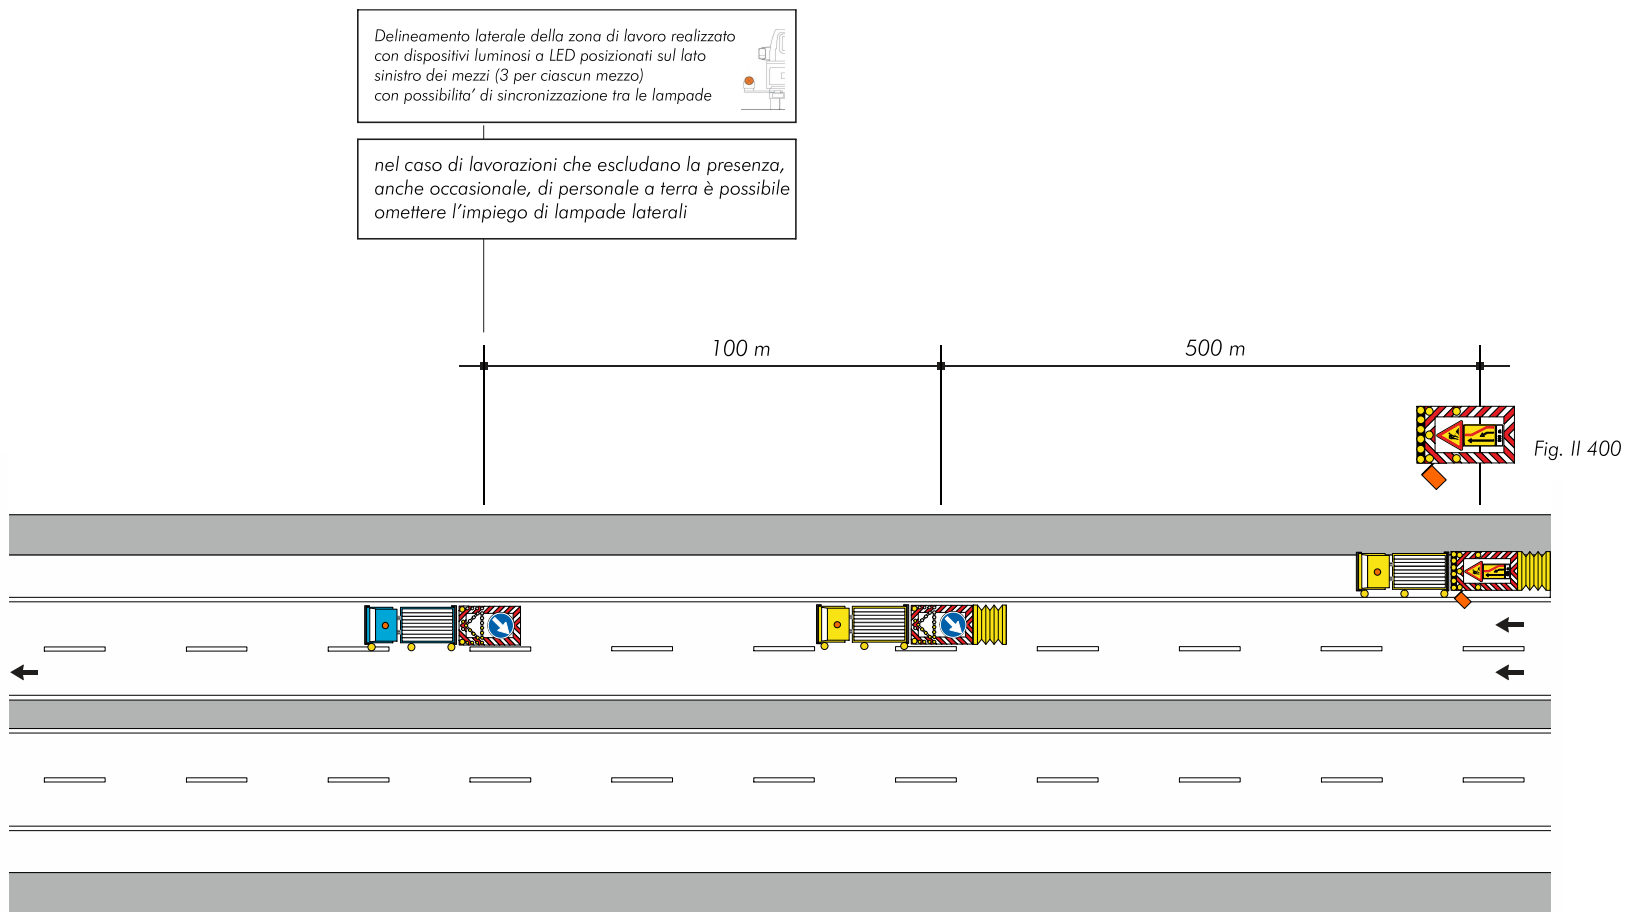 Delineamento laterale della zona di lavoro realizzato
con dispositivi luminosi a LED posizionati sul lato
sinistro dei mezzi (3 per ciascun mezzo)
con possibilita’ di sincronizzazione tra le lampade
nel caso di lavorazioni che escludano la presenza,
anche occasionale, di personale a terra è possibile
omettere l’impiego di lampade laterali
100 m
500 m
Fig. II 400